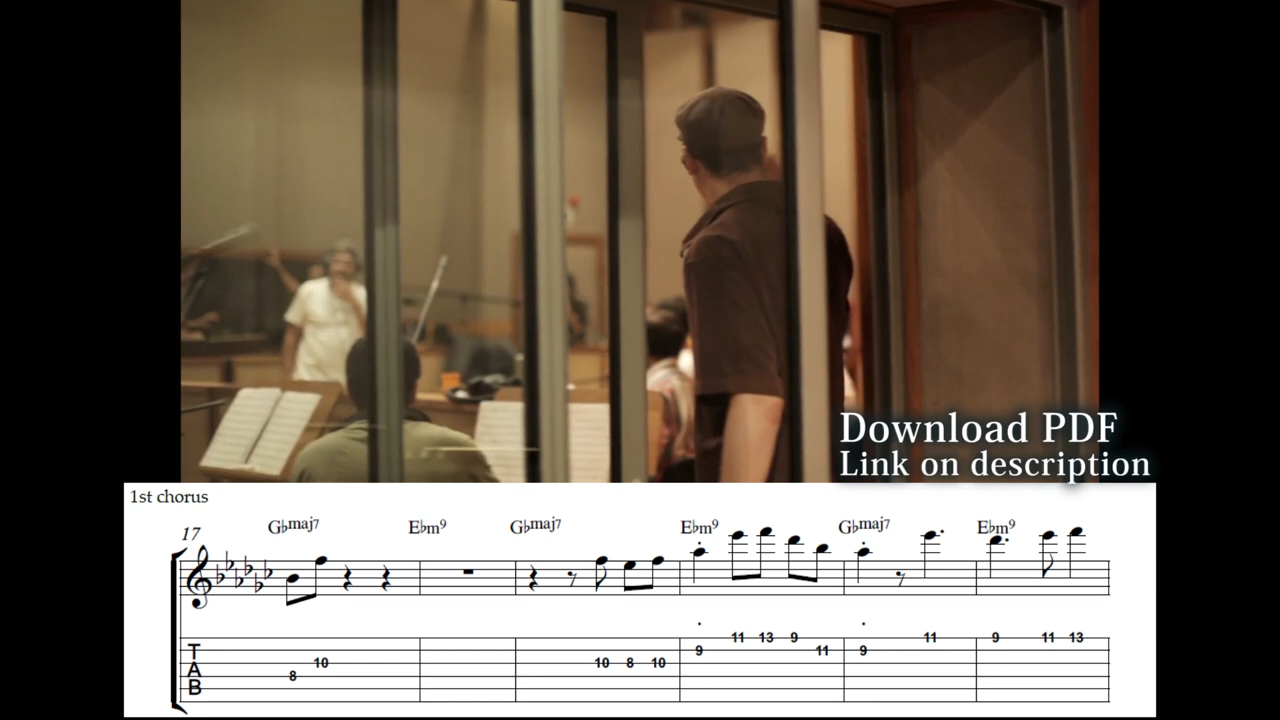 Download PDF
Link on description
1st chorus
17 G♭maj7 E♭m9 G♭maj7 E♭m9 G♭maj7 E♭m9
11 13 9 11 9 11 13
T 9 11 9
A 10 10 8 10
8
B